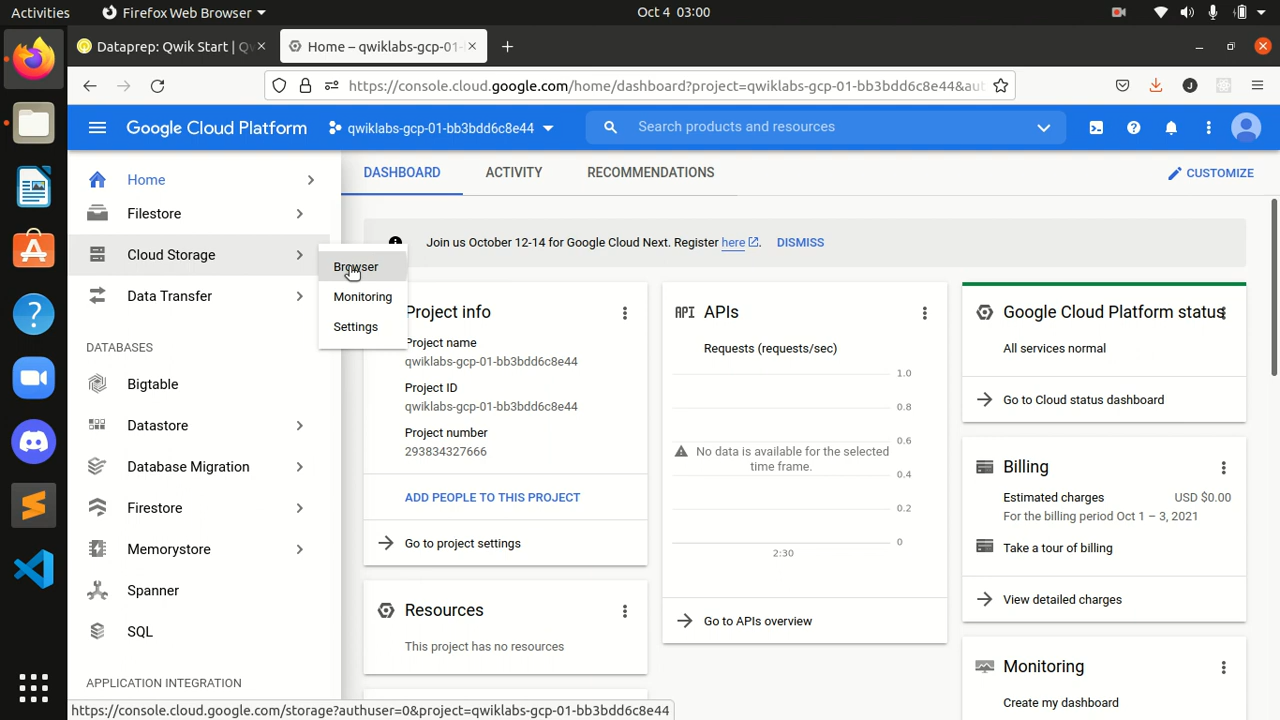 Activities
Firefox Web Browser
Oct 4 03:00
Dataprep: Qwik Start | Q
Home – qwiklabs-gcp-01-
https://console.cloud.google.com/home/dashboard?project=qwiklabs-gcp-01-bb3bdd6c8e44&au
J
Google Cloud Platform
qwiklabs-gcp-01-bb3bdd6c8e44
Search products and resources
Home
Filestore
Cloud Storage
Data Transfer
DATABASES
Bigtable
Datastore
Database Migration
Firestore
Memorystore
Spanner
SQL
APPLICATION INTEGRATION
Browser
Monitoring
Settings
DASHBOARD
ACTIVITY
RECOMMENDATIONS
CUSTOMIZE
Join us October 12-14 for Google Cloud Next. Register here.
DISMISS
Project info
Project name
qwiklabs-gcp-01-bb3bdd6c8e44
Project ID
qwiklabs-gcp-01-bb3bdd6c8e44
Project number
293834327666
ADD PEOPLE TO THIS PROJECT
Go to project settings
Resources
This project has no resources
API APIs
Requests (requests/sec)
1.0
0.8
0.6
0.4
0.2
0
No data is available for the selected
time frame.
2:30
Go to APIs overview
Google Cloud Platform status
All services normal
Go to Cloud status dashboard
Billing
Estimated charges
USD $0.00
For the billing period Oct 1 – 3, 2021
Take a tour of billing
View detailed charges
Monitoring
Create my dashboard
https://console.cloud.google.com/storage?authuser=0&project=qwiklabs-gcp-01-bb3bdd6c8e44